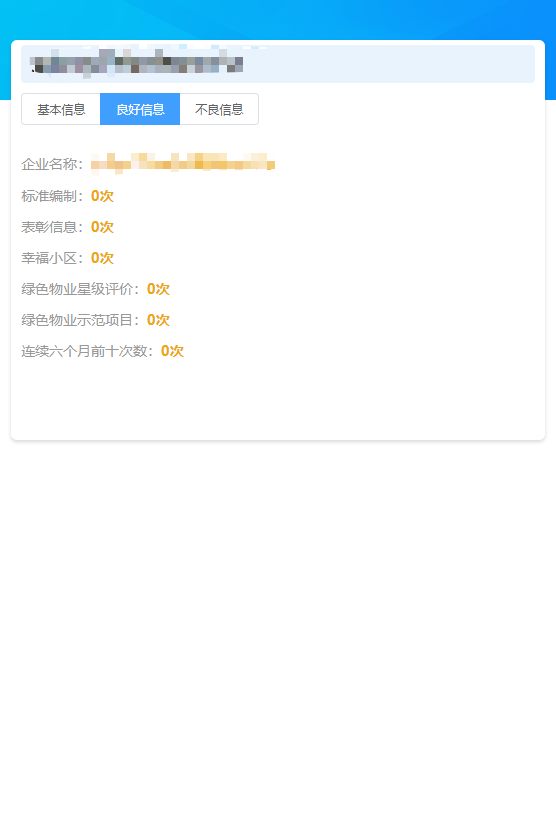 基本信息 良好信息 不良信息
企业名称：
标准编制：0次
表彰信息：0次
幸福小区：0次
绿色物业星级评价：0次
绿色物业示范项目：0次
连续六个月前十次数：0次